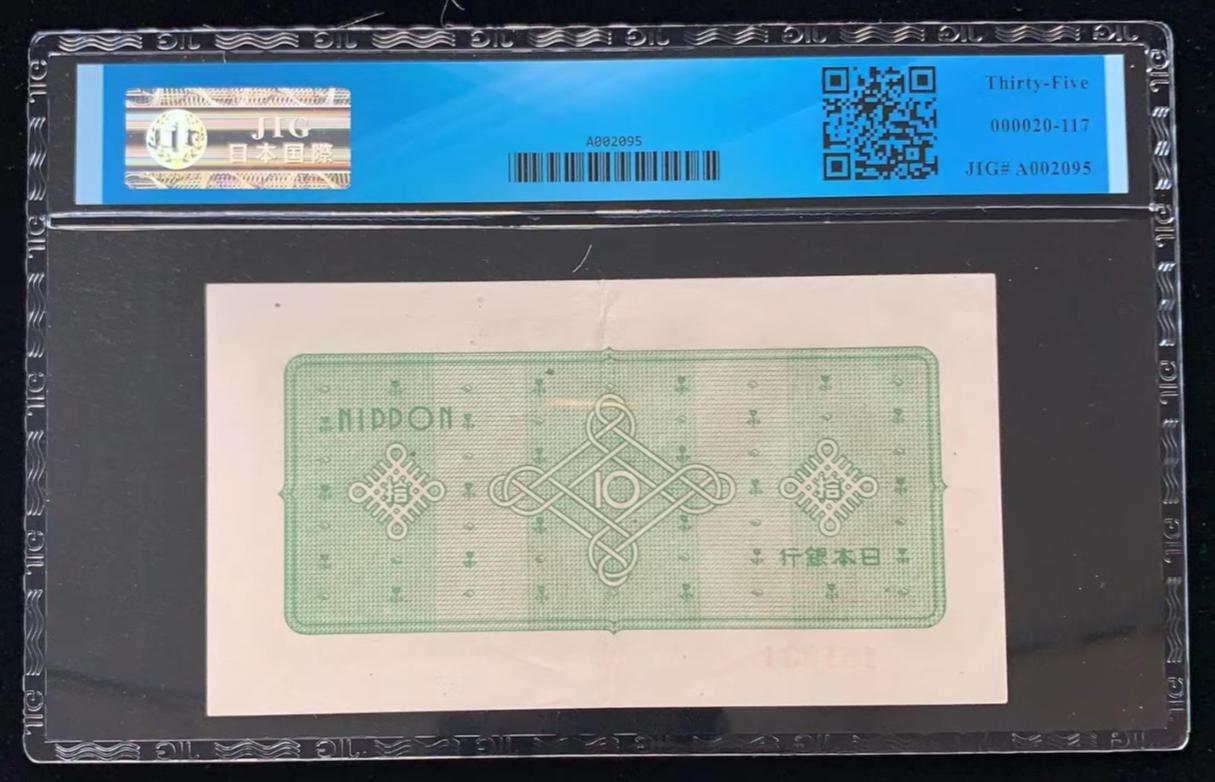 JIG
日本国際
A002095
Thirty-Five
000020-117
JIG# A002095
NIPPON
拾
10
拾
行銀本日